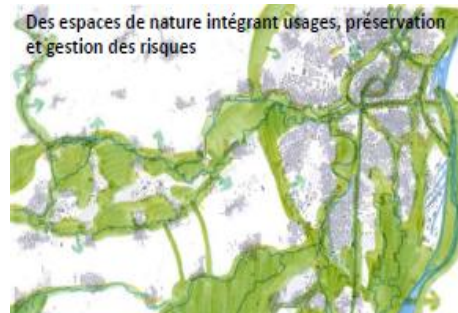 Des espaces de nature intégrant usages, préservation
et gestion des risques